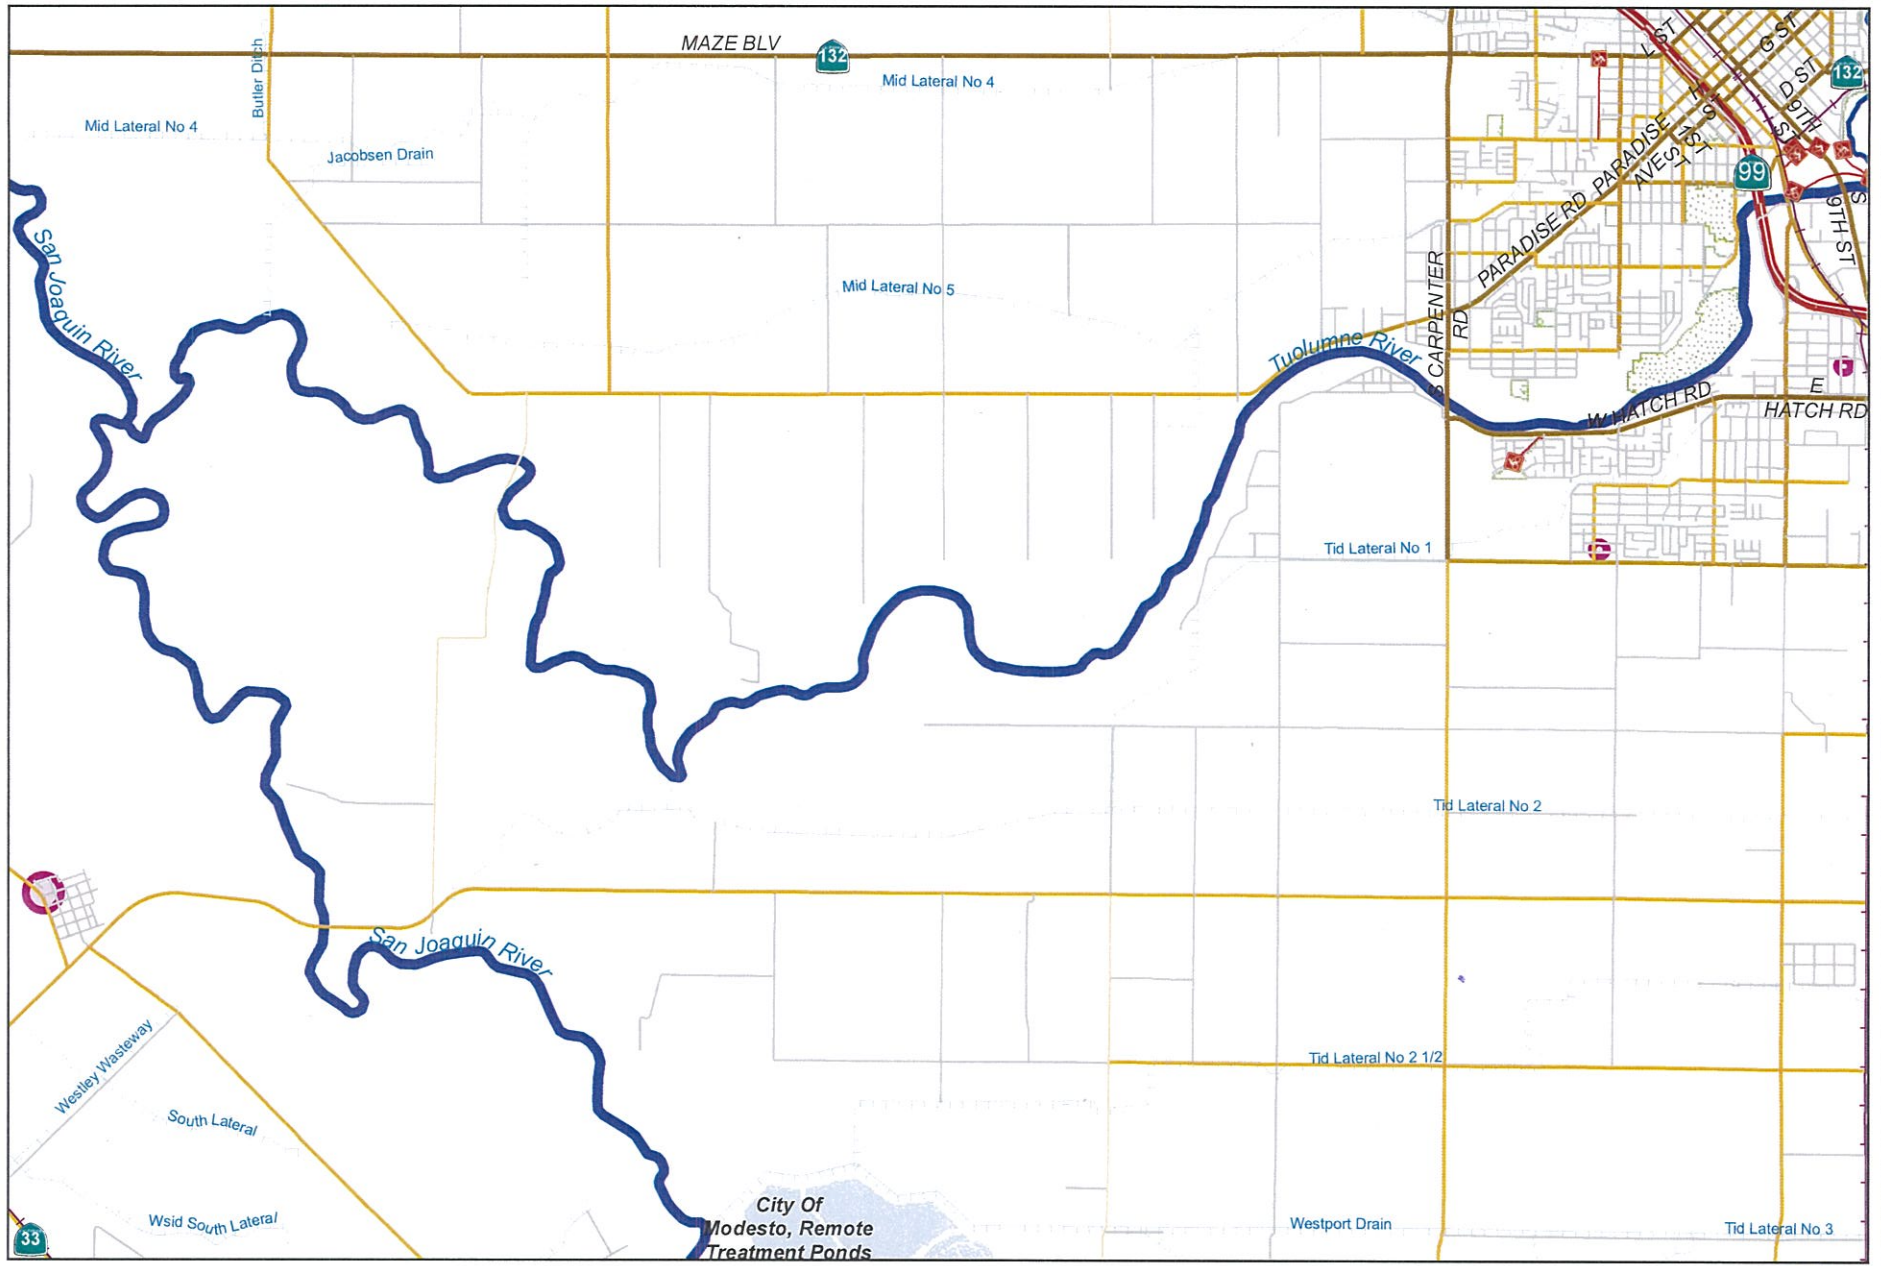 MAZE BLV
132
Mid Lateral No 4
Butler Ditch
Mid Lateral No 4
Jacobsen Drain
L ST
G ST
D ST
132
9TH
ST
H ST
1ST
ST
PARADISE
AVE
99
PARADISE RD
9TH ST
S
San Joaquin River
Mid Lateral No 5
S CARPENTER
RD
Tuolumne River
W HATCH RD
E
HATCH RD
Tid Lateral No 1
Tid Lateral No 2
San Joaquin River
Westley Wasteway
South Lateral
Tid Lateral No 2 1/2
Wsid South Lateral
33
City Of
Modesto, Remote
Treatment Ponds
Westport Drain
Tid Lateral No 3